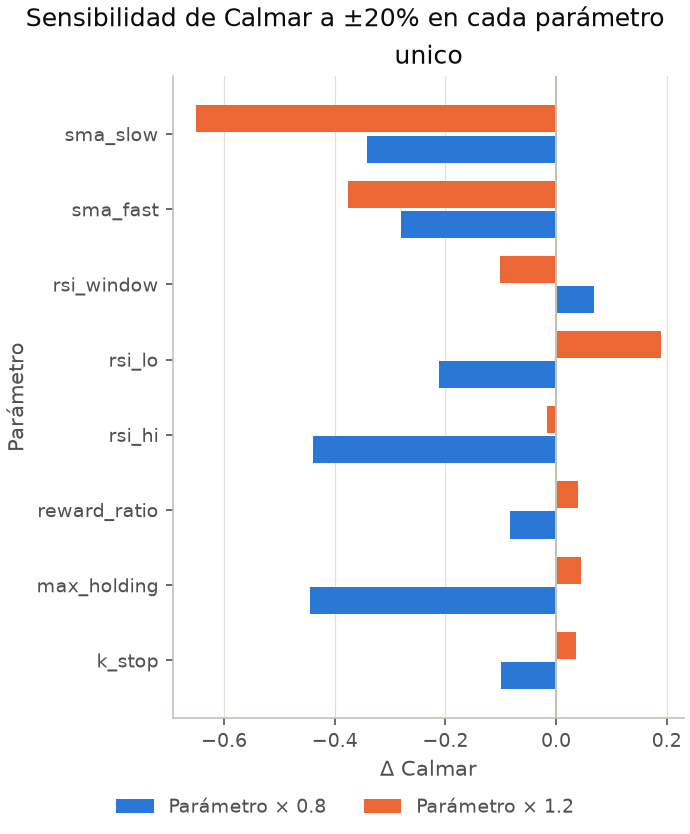 Sensibilidad de Calmar a ±20% en cada parámetro
unico
sma_slow
sma_fast
rsi_window
rsi_lo
rsi_hi
reward_ratio
max_holding
k_stop
Parámetro
−0.6 −0.4 −0.2 0.0 0.2
Δ Calmar
Parámetro × 0.8 Parámetro × 1.2